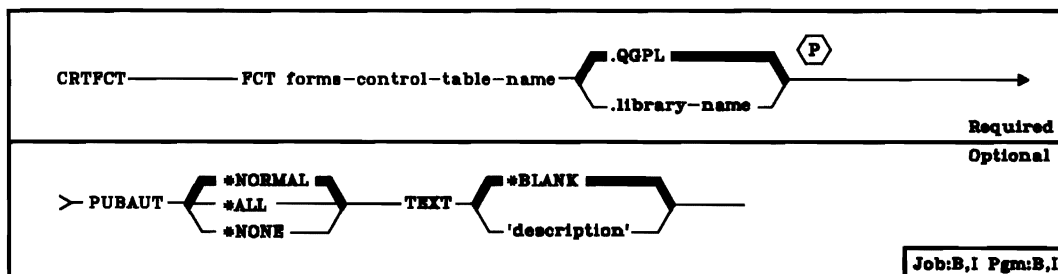 .QGPL P
CRTFCT FCT forms-control-table-name
.library-name
Required
Optional
*NORMAL *BLANK
PUBAUT *ALL TEXT
*NONE 'description'
Job:B,I Pgm:B,I